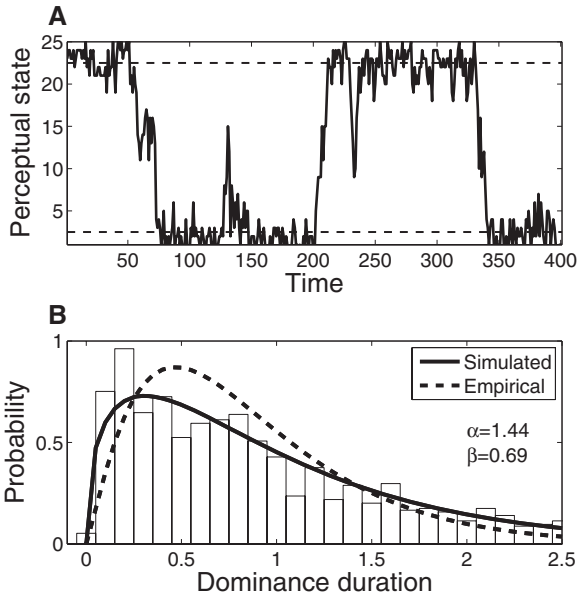 A
25
20
15
10
5
Perceptual state
50 100 150 200 250 300 350 400
Time
B
1
0.5
0
Probability
Simulated
Empirical
α=1.44
β=0.69
0 0.5 1 1.5 2 2.5
Dominance duration